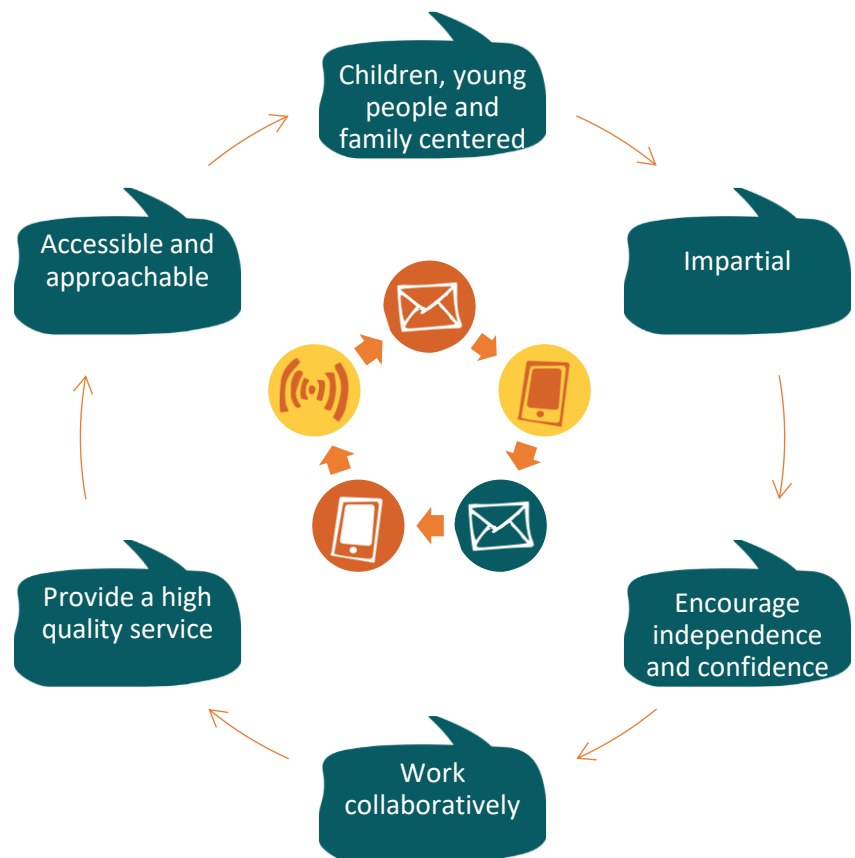 Children, young
people and
family centered
Impartial
Encourage
independence
and confidence
Work
collaboratively
Provide a high
quality service
Accessible and
approachable